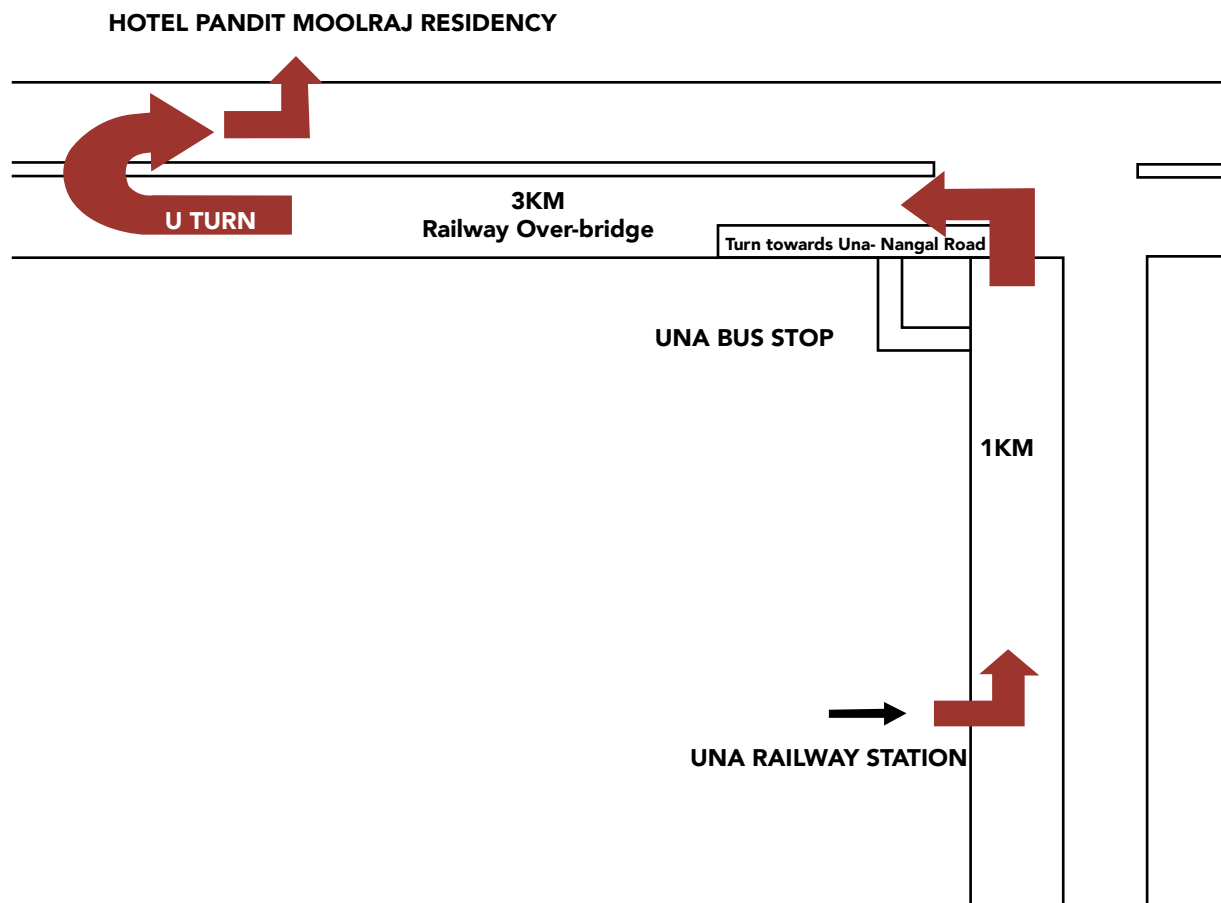 HOTEL PANDIT MOOLRAJ RESIDENCY
U TURN
3KM
Railway Over-bridge
Turn towards Una- Nangal Road
UNA BUS STOP
1KM
UNA RAILWAY STATION